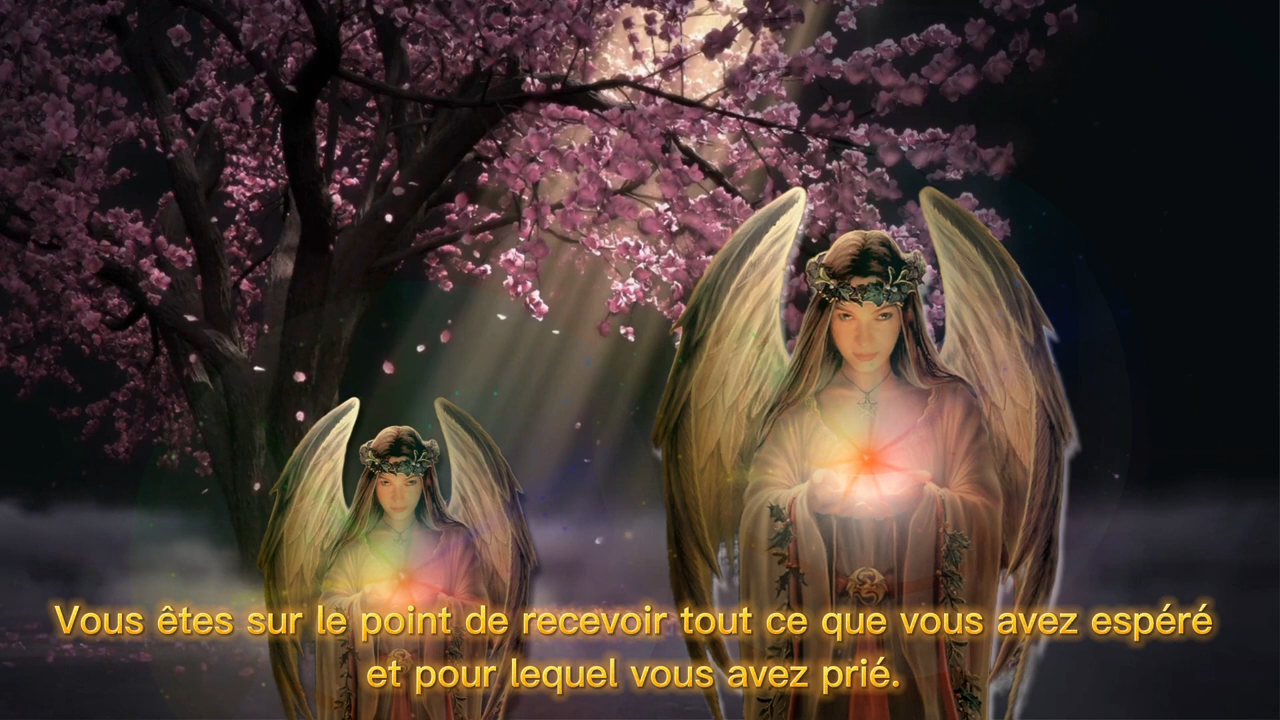 Vous êtes sur le point de recevoir tout ce que vous avez espéré
et pour lequel vous avez prié.